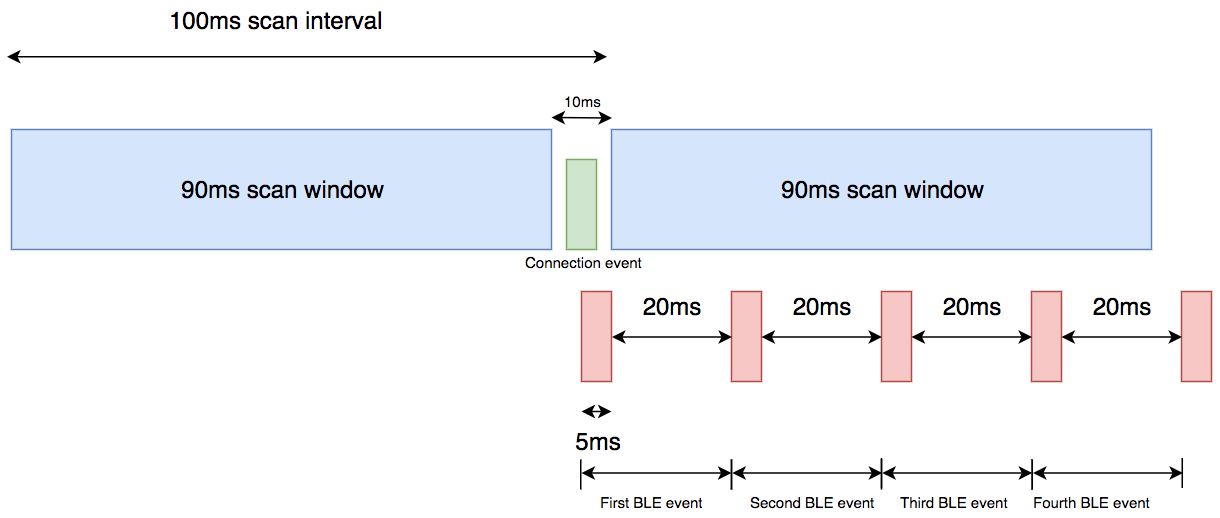 100ms scan interval
10ms
90ms scan window
90ms scan window
Connection event
20ms
20ms
20ms
20ms
5ms
First BLE event
Second BLE event
Third BLE event
Fourth BLE event